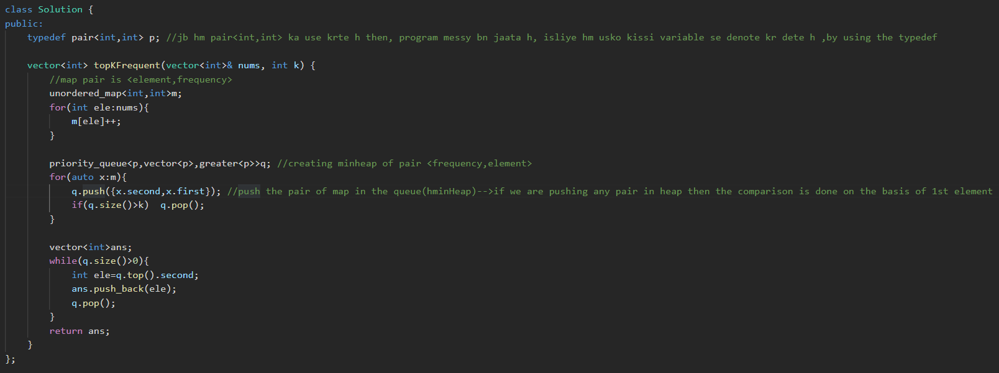 class Solution {
public:
    typedef pair<int,int> p; //jb hm pair<int,int> ka use krte h then, program messy bn jaata h, isliye hm usko kissi variable se denote kr dete h ,by using the typedef
    vector<int> topKFrequent(vector<int>& nums, int k) {
        //map pair is <element,frequency>
        unordered_map<int,int>m;
        for(int ele:nums){
            m[ele]++;
        }
        priority_queue<p,vector<p>,greater<p>>q; //creating minheap of pair <frequency,element>
        for(auto x:m){
            q.push({x.second,x.first}); //push the pair of map in the queue(hminHeap)-->if we are pushing any pair in heap then the comparison is done on the basis of 1st element
            if(q.size()>k)  q.pop();
        }
        vector<int>ans;
        while(q.size()>0){
            int ele=q.top().second;
            ans.push_back(ele);
            q.pop();
        }
        return ans;
    }
};